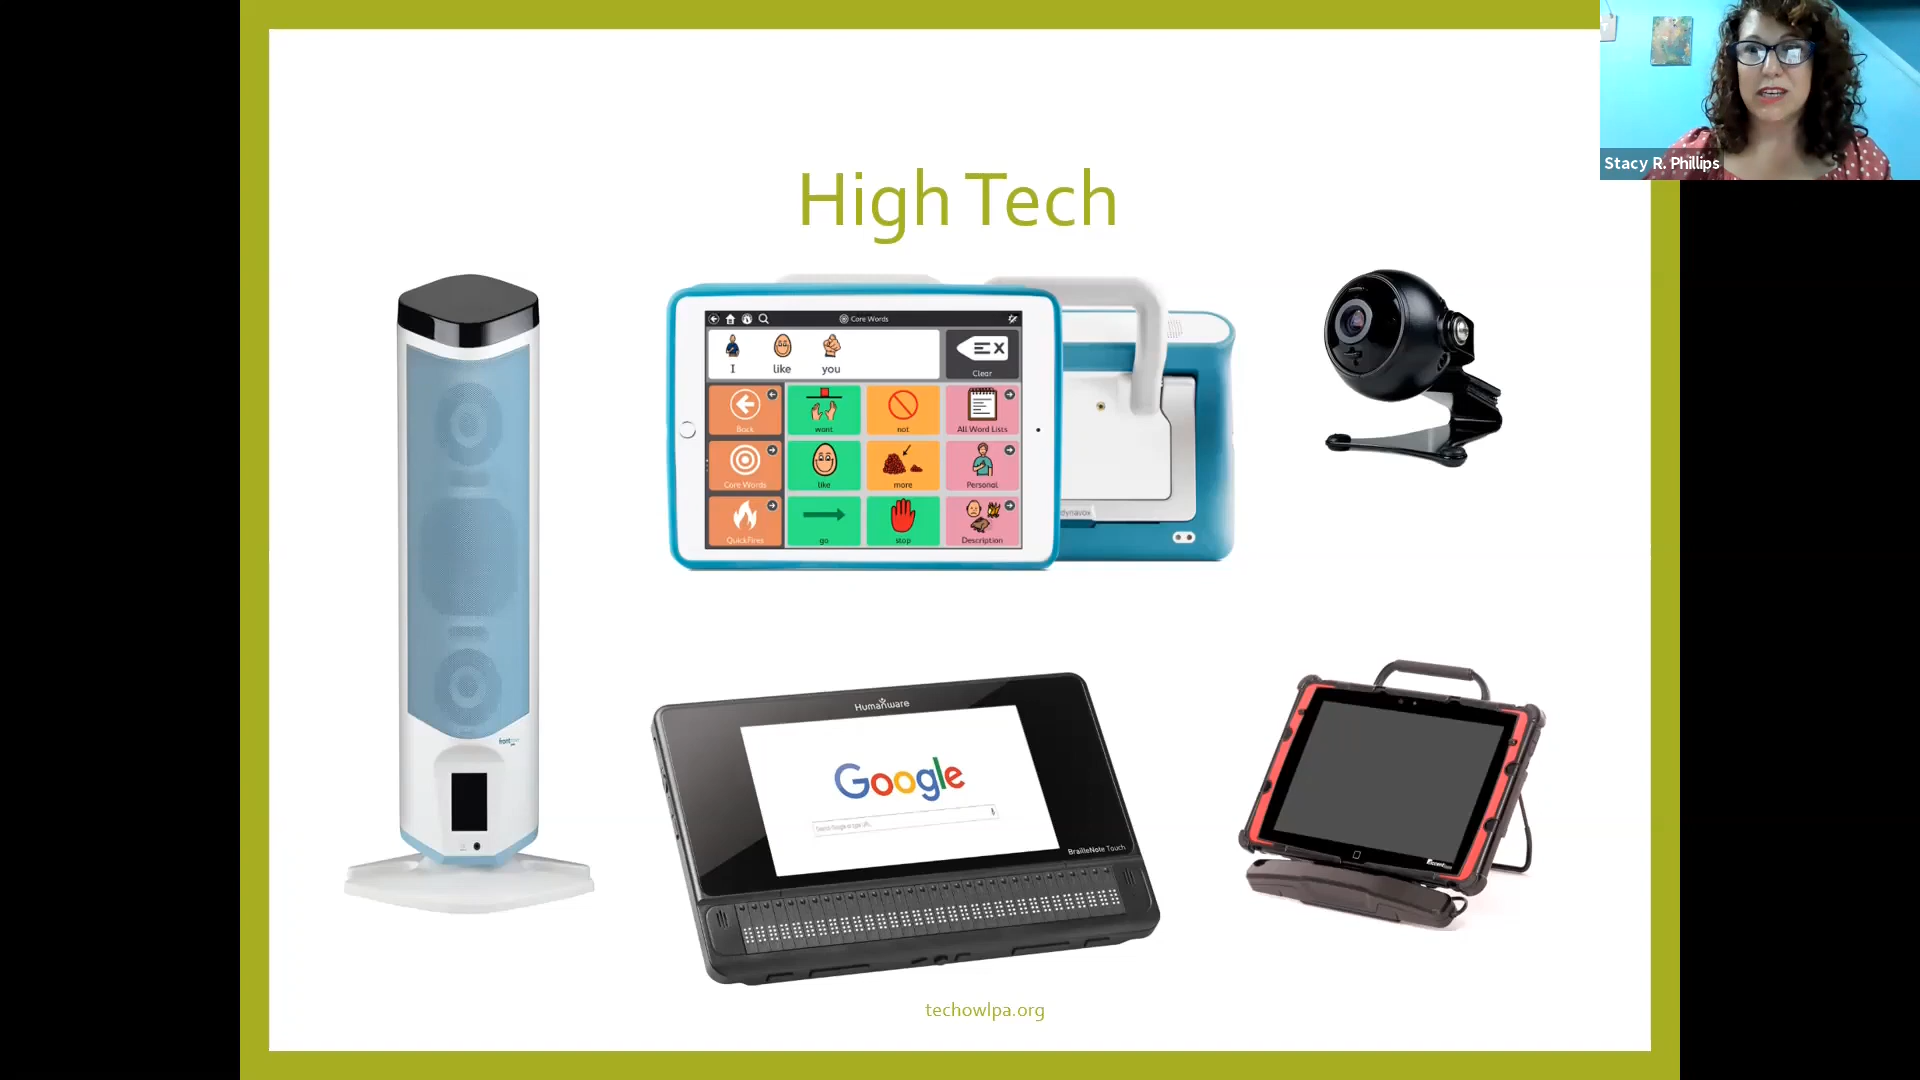 Stacy R. Phillips
High Tech
Core Words
I like you
Clear
Back
want
not
All Word Lists
Core Words
like
more
Personal
QuickFires
go
stop
Description
dynavox
Humanware
Google
BrailleNote Touch
techowlpa.org